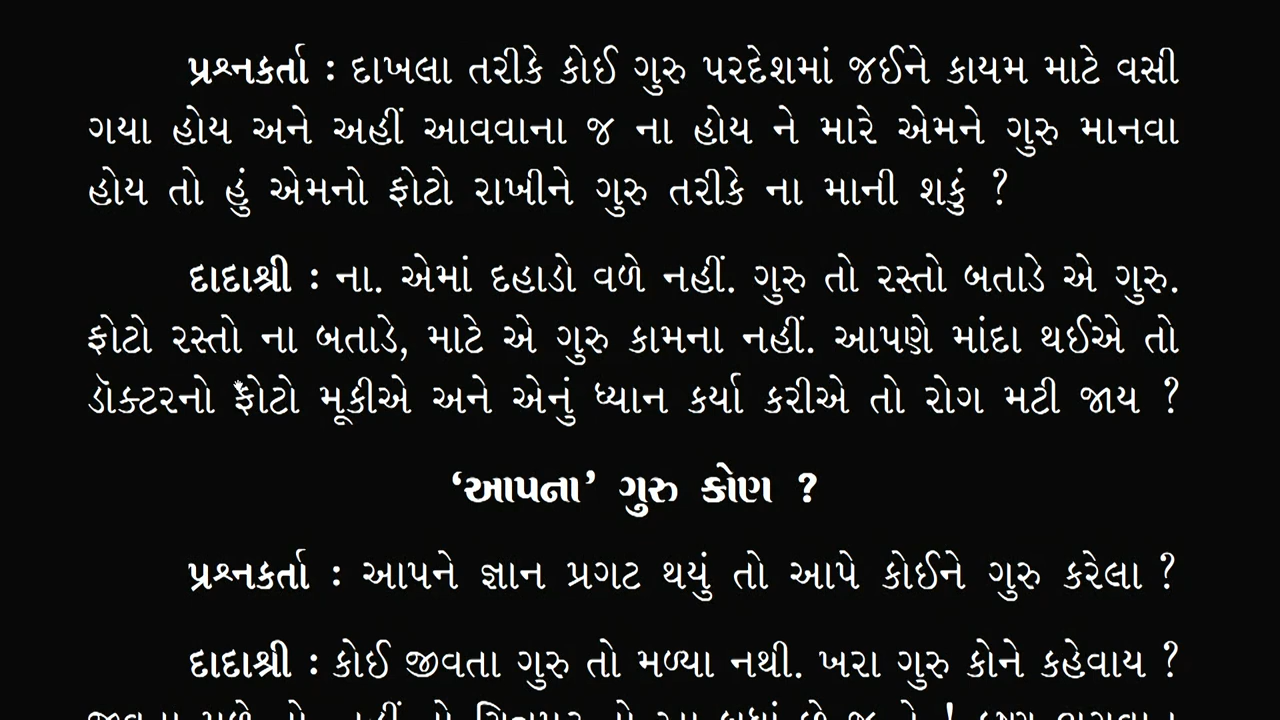 પ્રશ્નકર્તા : દાખલા તરીકે કોઈ ગુરુ પરદેશમાં જઈને કાયમ માટે વસી
ગયા હોય અને અહીં આવવાના જ ના હોય ને મારે એમને ગુરુ માનવા
હોય તો હું એમનો ફોટો રાખીને ગુરુ તરીકે ના માની શકું ?
દાદાશ્રી : ના. એમાં દહાડો વળે નહીં. ગુરુ તો રસ્તો બતાડે એ ગુરુ.
ફોટો રસ્તો ના બતાડે, માટે એ ગુરુ કામના નહીં. આપણે માંદા થઈએ તો
ડૉક્ટરનો ફોટો મૂકીએ અને એનું ધ્યાન કર્યા કરીએ તો રોગ મટી જાય ?
‘આપના’ ગુરુ કોણ ?
પ્રશ્નકર્તા : આપને જ્ઞાન પ્રગટ થયું તો આપે કોઈને ગુરુ કરેલા ?
દાદાશ્રી : કોઈ જીવતા ગુરુ તો મળ્યા નથી. ખરા ગુરુ કોને કહેવાય ?